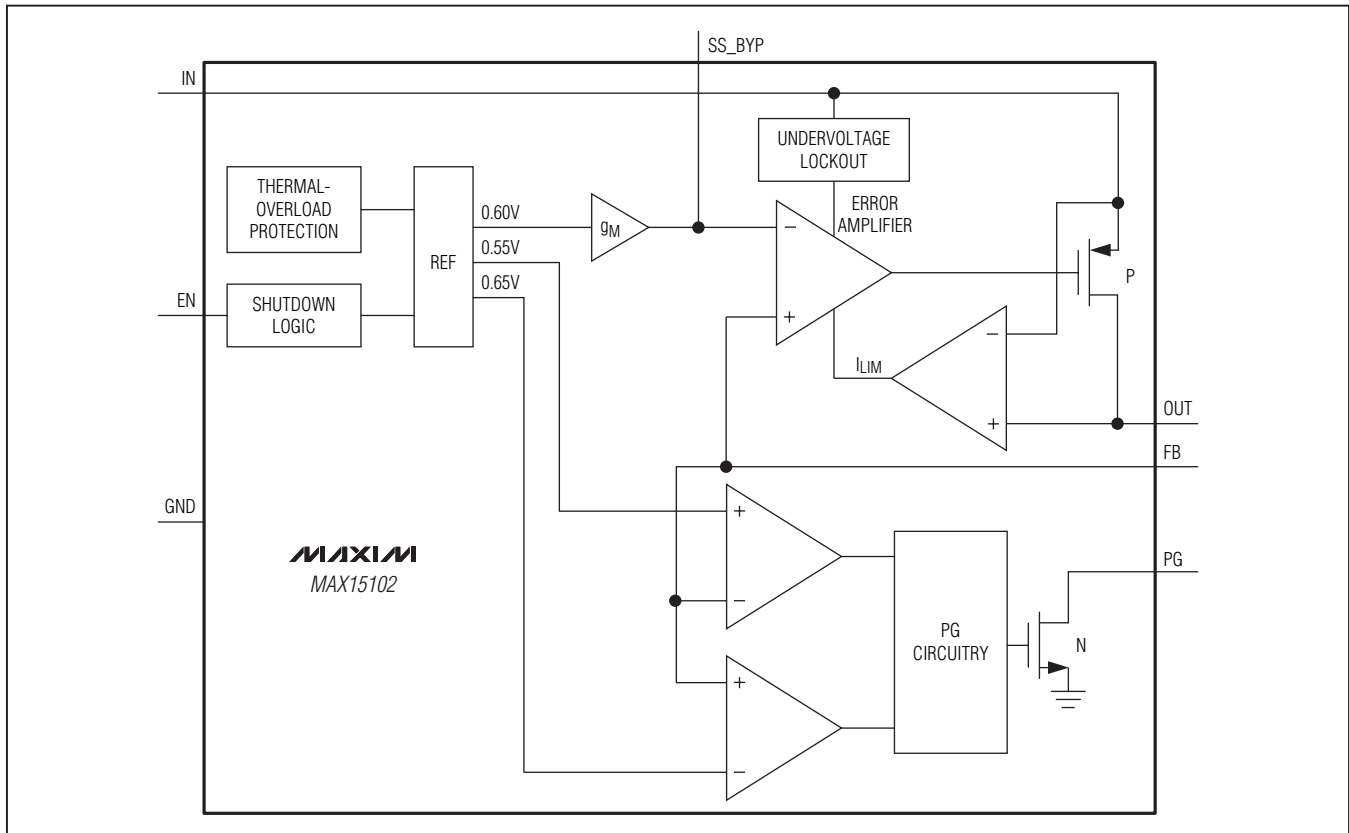 SS_BYP
IN
UNDERVOLTAGE
LOCKOUT
THERMAL-
OVERLOAD
PROTECTION
ERROR
AMPLIFIER
0.60V
gM
−
REF
0.55V
P
0.65V
EN
SHUTDOWN
LOGIC
+
−
ILIM
OUT
+
FB
GND
+
MAXIM
MAX15102
PG
−
PG
CIRCUITRY
N
+
−